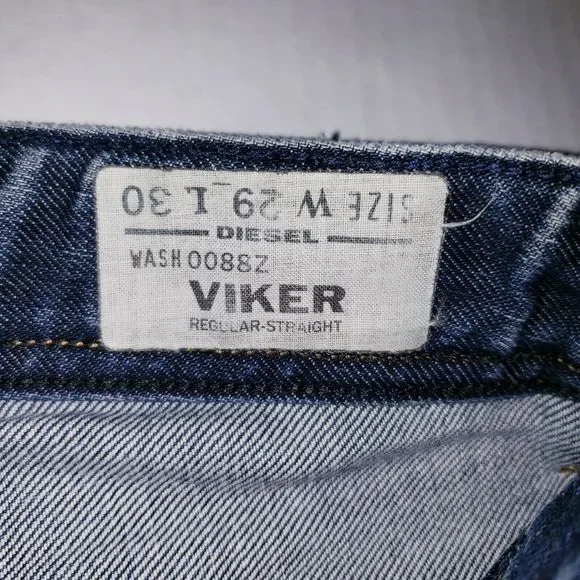 SIZE W 29 L 30
DIESEL
WASH 0088Z
VIKER
REGULAR-STRAIGHT